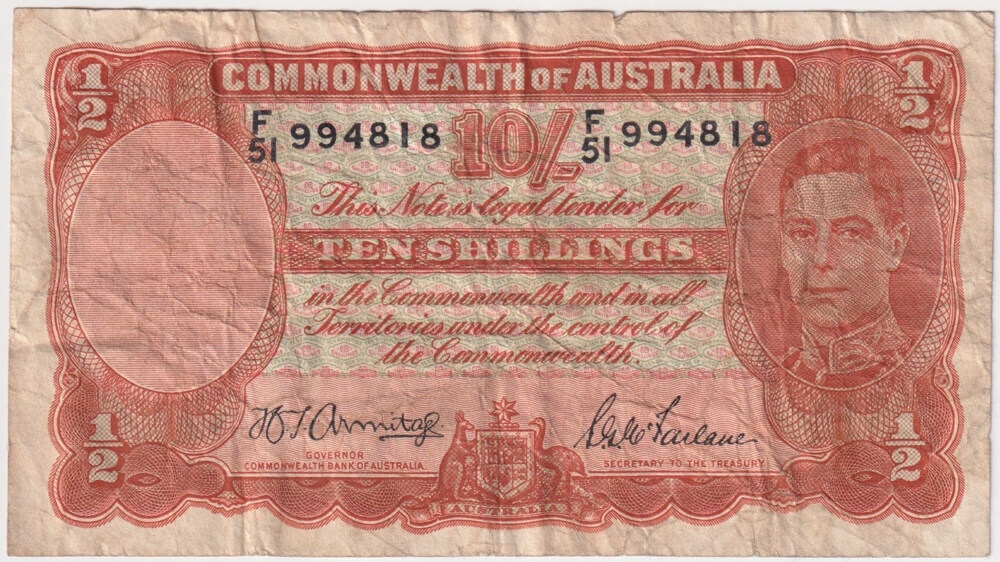 COMMONWEALTH OF AUSTRALIA
1/2
1/2
F/51 994818
10/-
F/51 994818
This Note is legal tender for
TEN SHILLINGS
in the Commonwealth and in all
Territories under the control of
the Commonwealth.
1/2
1/2
H.T. Armitage.
GOVERNOR
COMMONWEALTH BANK OF AUSTRALIA.
S.G. McFarlane
SECRETARY TO THE TREASURY
AUSTRALIA